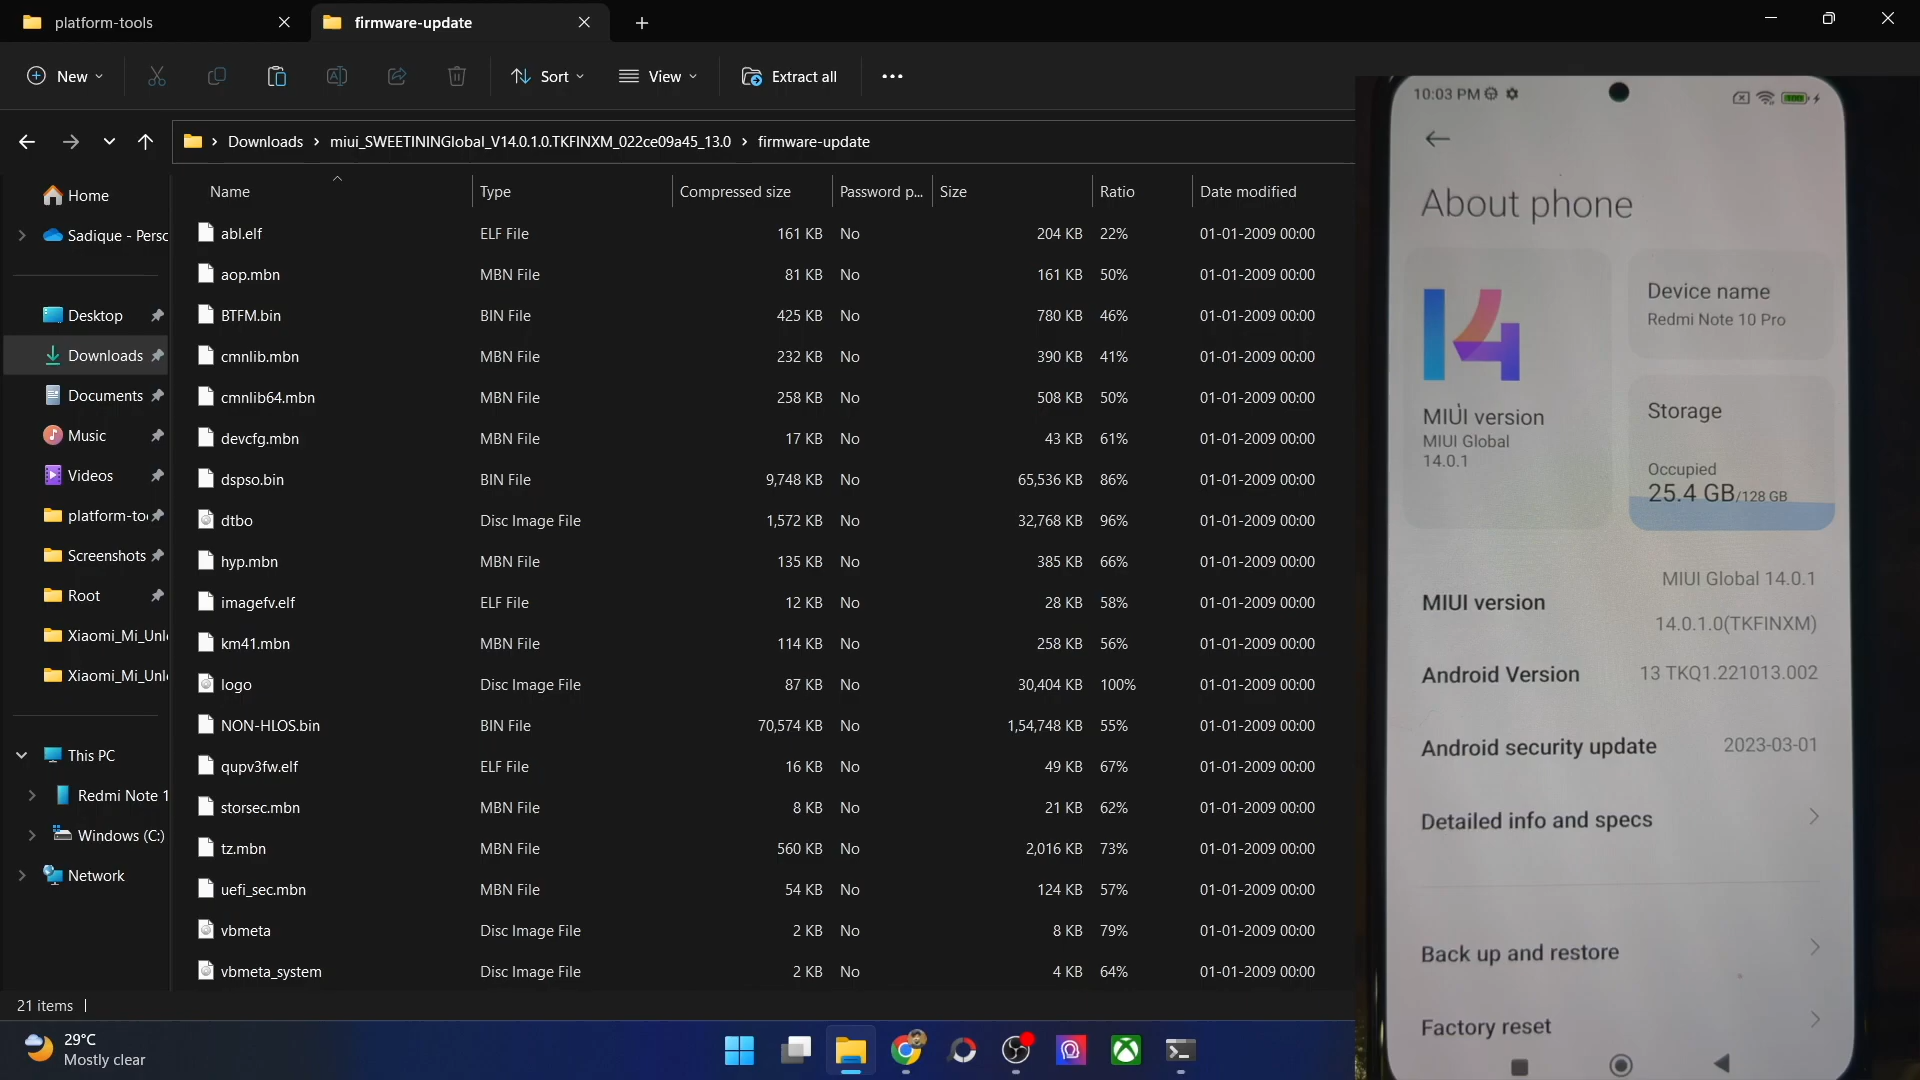 platform-tools
firmware-update
New
Sort
View
Extract all
Downloads > miui_SWEETININGlobal_V14.0.1.0.TKFINXM_022ce09a45_13.0 > firmware-update
Name Type Compressed size Password p... Size Ratio Date modified
Home
Sadique - Perso
Desktop
Downloads
Documents
Music
Videos
platform-too
Screenshots
Root
Xiaomi_Mi_Unl
Xiaomi_Mi_Unl
This PC
Redmi Note 1
Windows (C:)
Network
abl.elf ELF File 161 KB No 204 KB 22% 01-01-2009 00:00
aop.mbn MBN File 81 KB No 161 KB 50% 01-01-2009 00:00
BTFM.bin BIN File 425 KB No 780 KB 46% 01-01-2009 00:00
cmnlib.mbn MBN File 232 KB No 390 KB 41% 01-01-2009 00:00
cmnlib64.mbn MBN File 258 KB No 508 KB 50% 01-01-2009 00:00
devcfg.mbn MBN File 17 KB No 43 KB 61% 01-01-2009 00:00
dspso.bin BIN File 9,748 KB No 65,536 KB 86% 01-01-2009 00:00
dtbo Disc Image File 1,572 KB No 32,768 KB 96% 01-01-2009 00:00
hyp.mbn MBN File 135 KB No 385 KB 66% 01-01-2009 00:00
imagefv.elf ELF File 12 KB No 28 KB 58% 01-01-2009 00:00
km41.mbn MBN File 114 KB No 258 KB 56% 01-01-2009 00:00
logo Disc Image File 87 KB No 30,404 KB 100% 01-01-2009 00:00
NON-HLOS.bin BIN File 70,574 KB No 1,54,748 KB 55% 01-01-2009 00:00
qupv3fw.elf ELF File 16 KB No 49 KB 67% 01-01-2009 00:00
storsec.mbn MBN File 8 KB No 21 KB 62% 01-01-2009 00:00
tz.mbn MBN File 560 KB No 2,016 KB 73% 01-01-2009 00:00
uefi_sec.mbn MBN File 54 KB No 124 KB 57% 01-01-2009 00:00
vbmeta Disc Image File 2 KB No 8 KB 79% 01-01-2009 00:00
vbmeta_system Disc Image File 2 KB No 4 KB 64% 01-01-2009 00:00
21 items
29°C
Mostly clear
10:03 PM
About phone
14
MIUI version
MIUI Global
14.0.1
Device name
Redmi Note 10 Pro
Storage
Occupied
25.4 GB/128 GB
MIUI version
MIUI Global 14.0.1
14.0.1.0(TKFINXM)
Android Version 13 TKQ1.221013.002
Android security update 2023-03-01
Detailed info and specs
Back up and restore
Factory reset